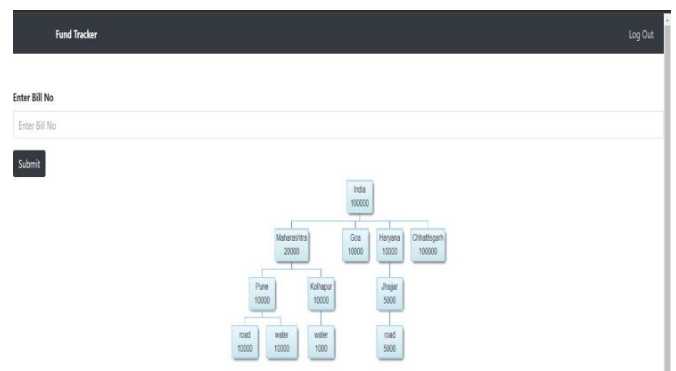 Fund Tracker
Log Out
Enter Bill No
Enter Bill No
Submit
India
100000
Maharashtra
20000
Goa
10000
Haryana
10000
Chhattisgarh
100000
Pune
10000
Kolhapur
10000
Jhajjar
5000
road
10000
water
10000
water
1000
road
5000